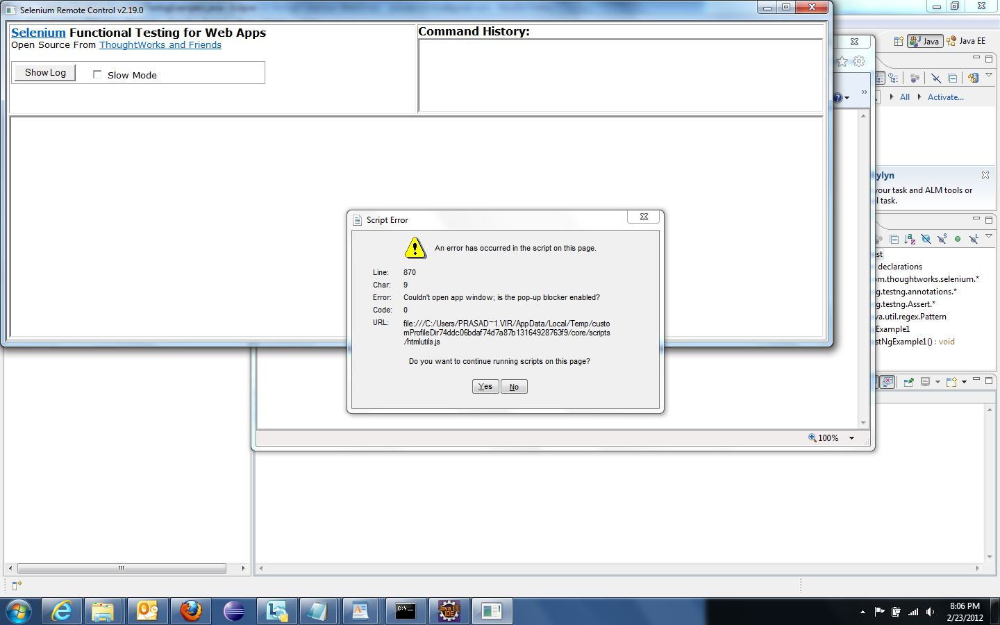 Selenium Remote Control v2.19.0
Selenium Functional Testing for Web Apps
Open Source From ThoughtWorks and Friends
Show Log
Slow Mode
Command History:
Java
Java EE
All
Activate...
ylyn
your task and ALM tools or
l task.
Script Error
An error has occurred in the script on this page.
Line: 870
Char: 9
Error: Couldn't open app window; is the pop-up blocker enabled?
Code: 0
URL: file:///C:/Users/PRASAD~1.VIR/AppData/Local/Temp/custo
mProfileDir74ddc06bdaf74d7a87b13164928763f9/core/scripts
/htmlutils.js
Do you want to continue running scripts on this page?
Yes
No
est
declarations
om.thoughtworks.selenium.*
g.testng.annotations.*
g.testng.Assert.*
va.util.regex.Pattern
Example1
stNgExample1() : void
100%
Java EE
IDE
8:06 PM
2/23/2012